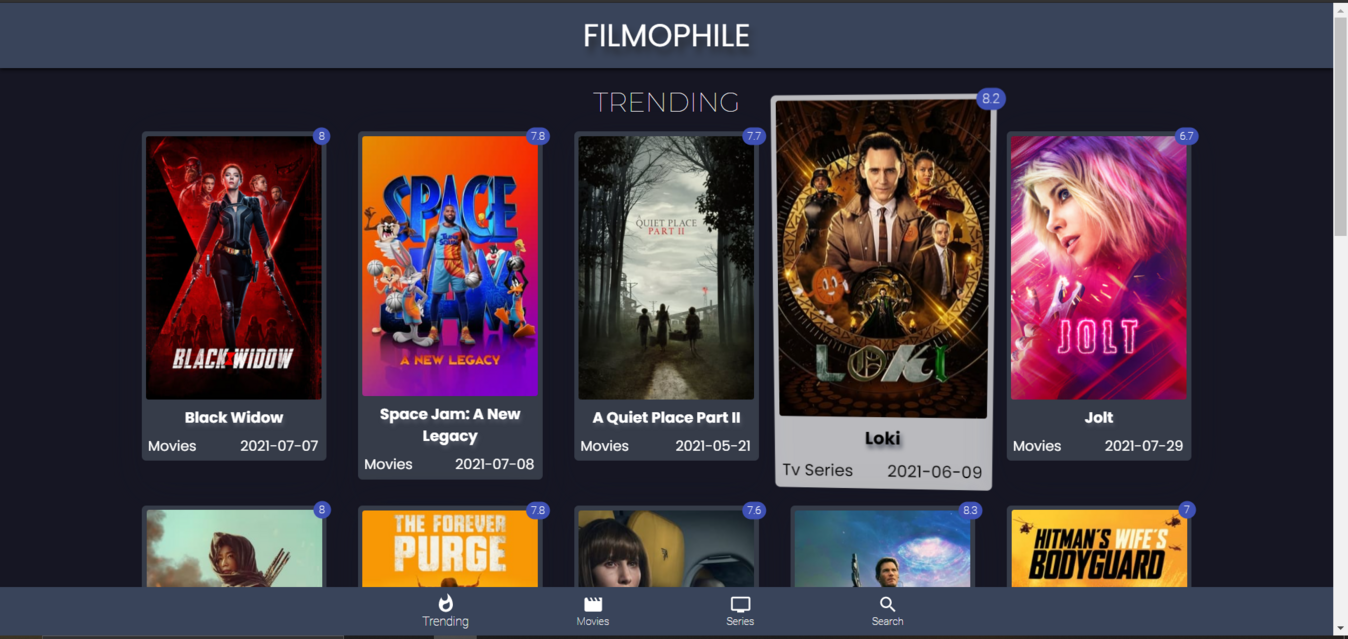 FILMOPHILE
TRENDING
8
BLACK WIDOW
Black Widow
Movies 2021-07-07
7.8
SPACE JAM
A NEW LEGACY
Space Jam: A New
Legacy
Movies 2021-07-08
7.7
A QUIET PLACE
PART II
A Quiet Place Part II
Movies 2021-05-21
8.2
LOKI
Loki
Tv Series 2021-06-09
6.7
JOLT
Jolt
Movies 2021-07-29
8
7.8
THE FOREVER
PURGE
7.6
8.3
7
HITMAN'S WIFE'S
BODYGUARD
Trending
Movies
Series
Search